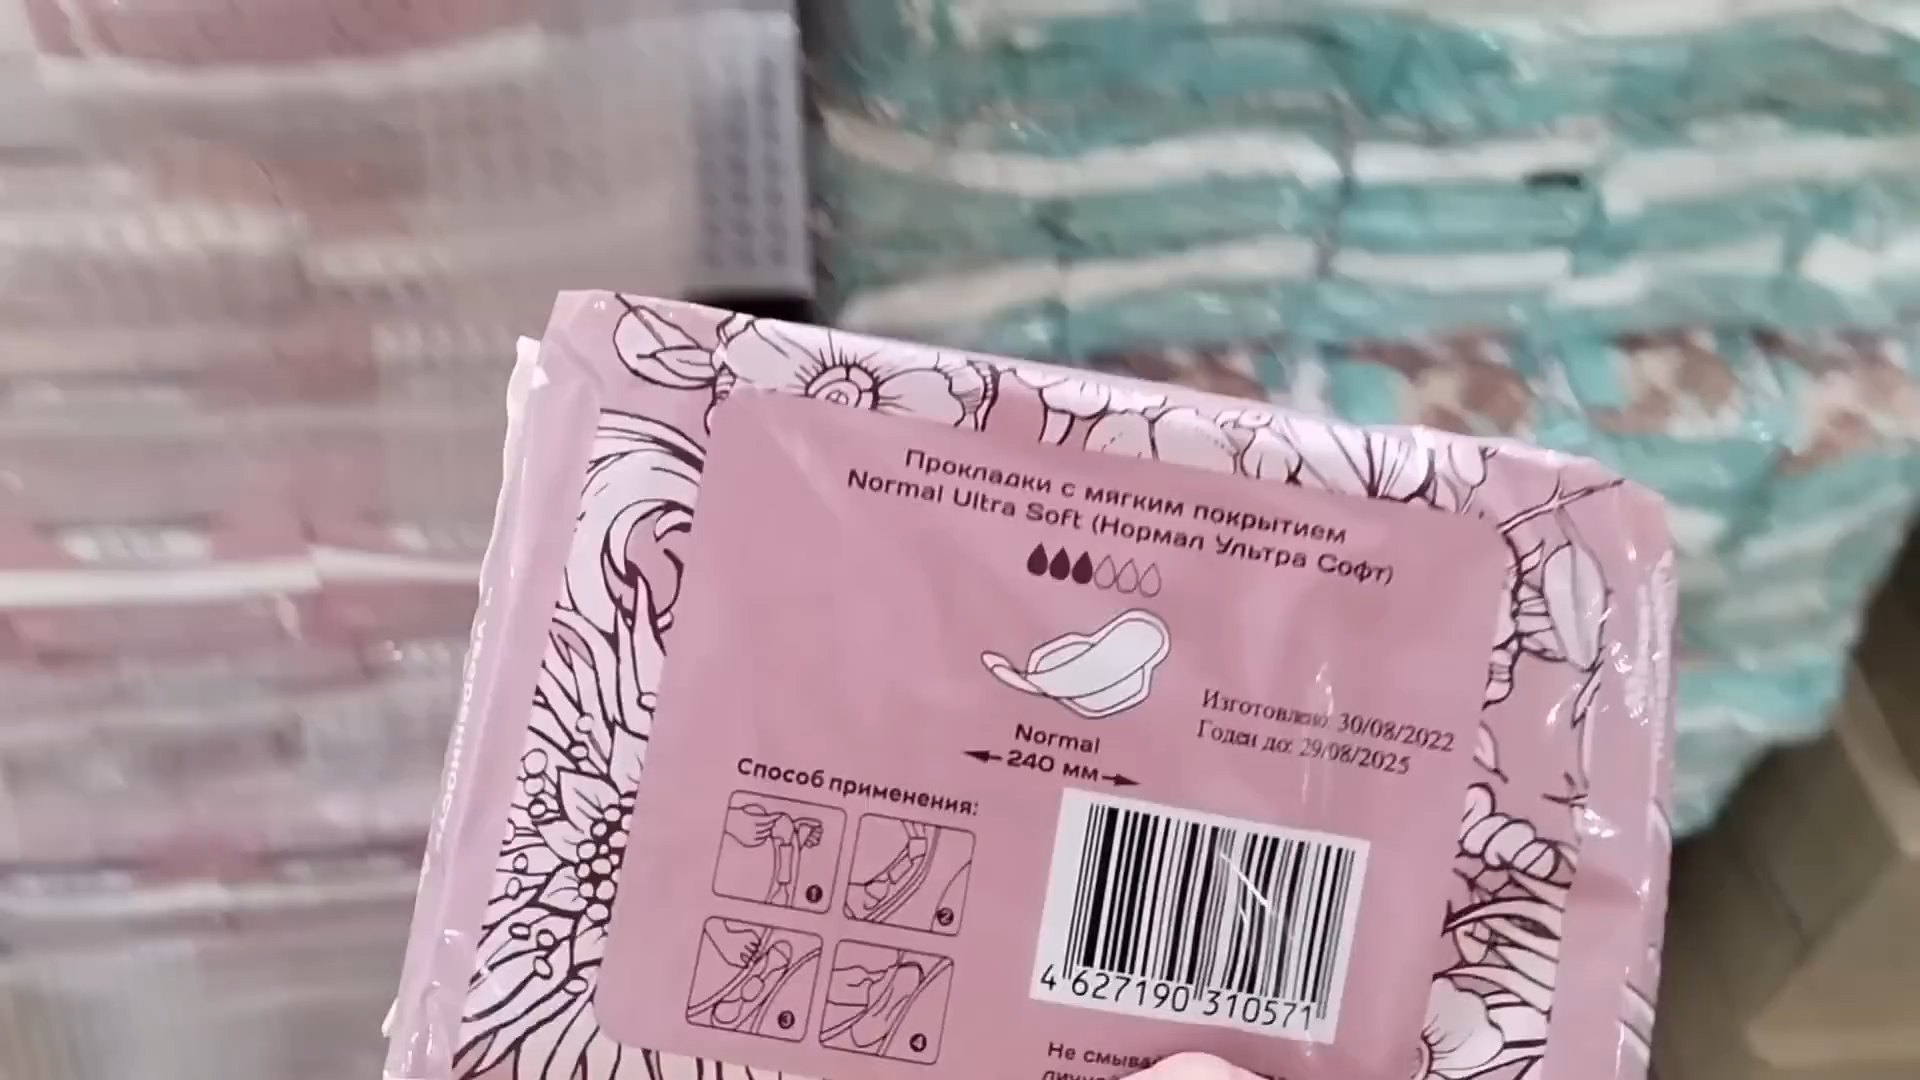 Прокладки с мягким покрытием
Normal Ultra Soft (Нормал Ультра Софт)
Изготовлено: 30/08/2022
Годен до: 29/08/2025
Normal
240 мм
Способ применения:
1
2
3
4
4 627190 310571
Не